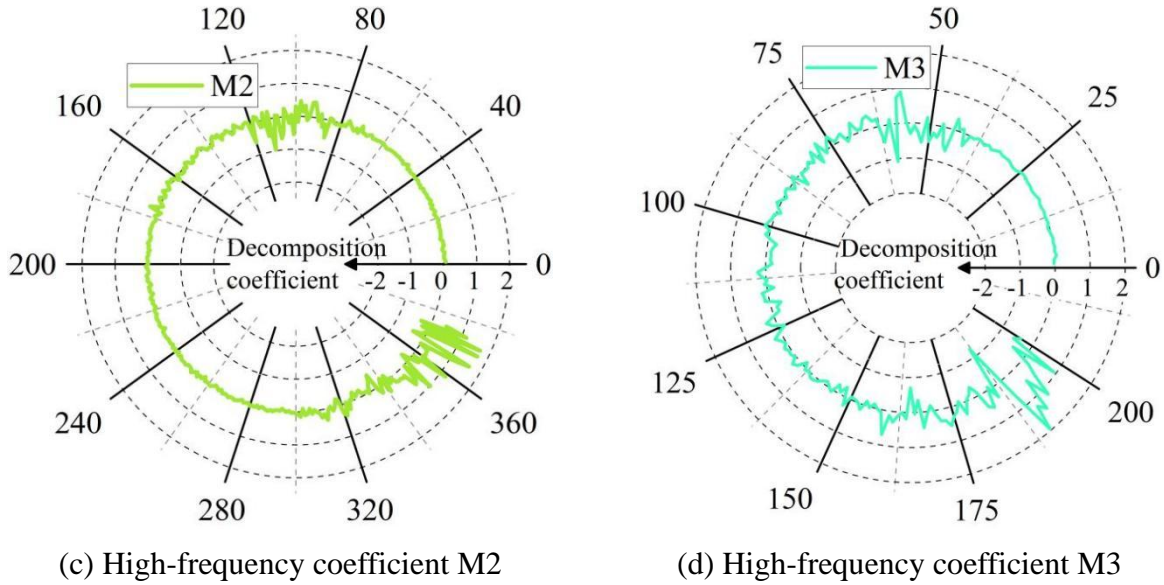 120
80
M2
160
40
Decomposition
coefficient
200
-2 -1 0 1 2
0
240
360
280
320
(c) High-frequency coefficient M2
50
75
M3
25
100
Decomposition
coefficient
-2 -1 0 1 2
0
125
200
150
175
(d) High-frequency coefficient M3